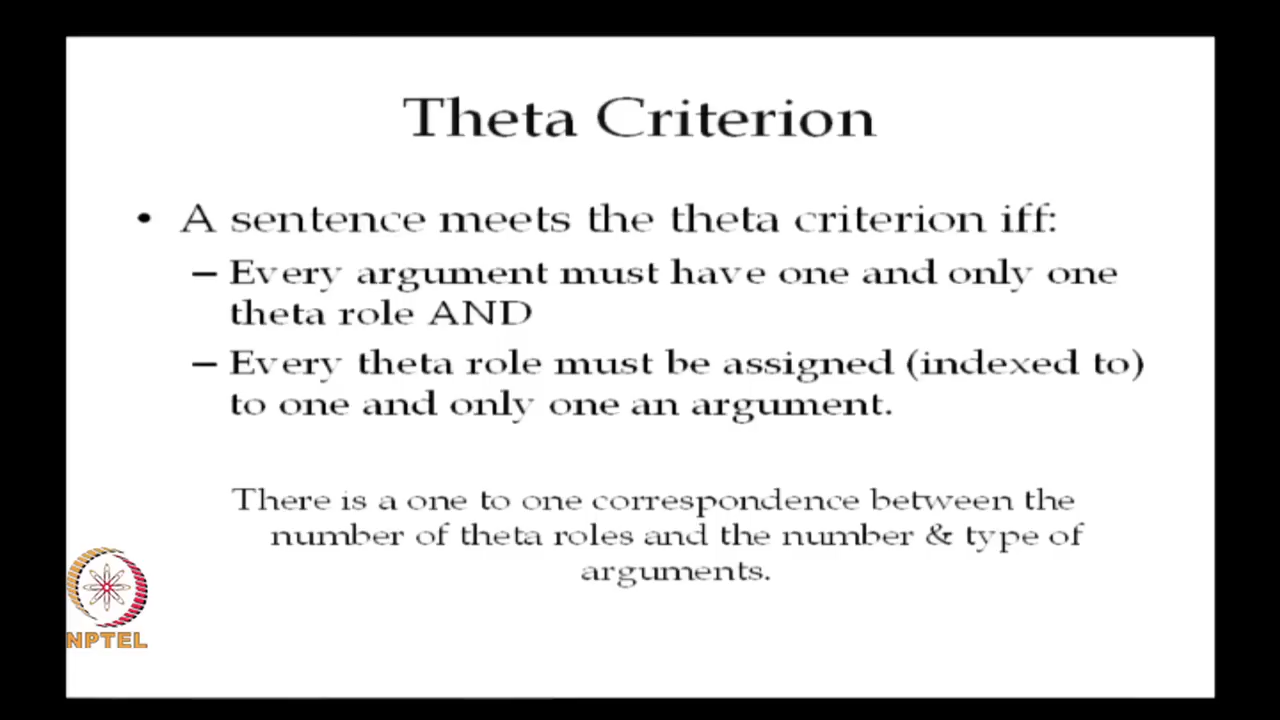 Theta Criterion
• A sentence meets the theta criterion iff:
– Every argument must have one and only one
theta role AND
– Every theta role must be assigned (indexed to)
to one and only one an argument.
There is a one to one correspondence between the
number of theta roles and the number & type of
arguments.
NPTEL